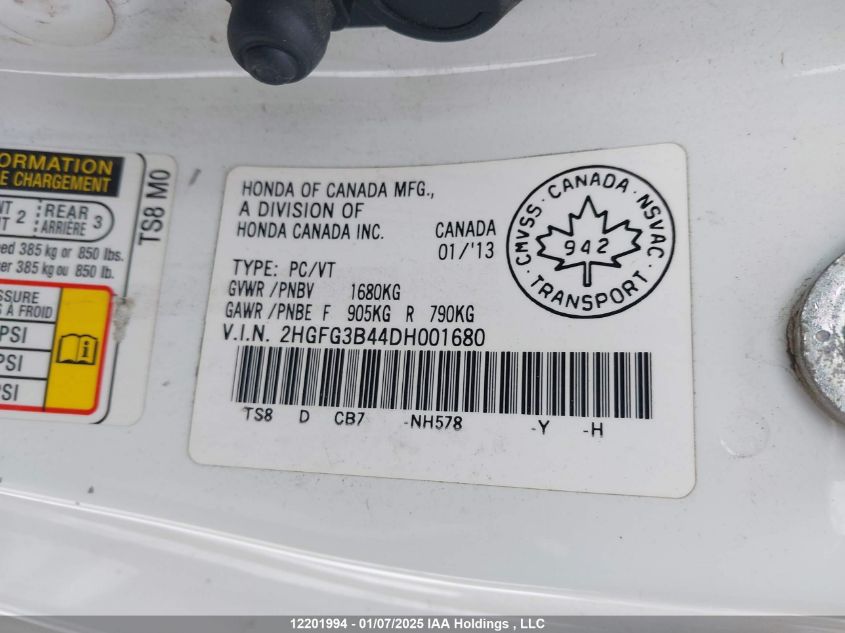 ORMATION
E CHARGEMENT
NT
T 2
REAR
ARRIÈRE 3
eed 385 kg or 850 lbs.
er 385 kg ou 850 lb.
ESSURE
S À FROID
PSI
PSI
PSI
TS8 M0
HONDA OF CANADA MFG.,
A DIVISION OF
HONDA CANADA INC.
CANADA
01/'13
TYPE: PC/VT
GVWR /PNBV 1680KG
GAWR /PNBE F 905KG R 790KG
V.I.N. 2HGFG3B44DH001680
TS8 D CB7 -NH578 -Y -H
CMVSS · CANADA · NSVAC
942
TRANSPORT
12201994 - 01/07/2025 IAA Holdings , LLC